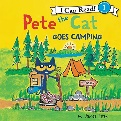 I Can Read!
1
Pete the Cat
GOES CAMPING